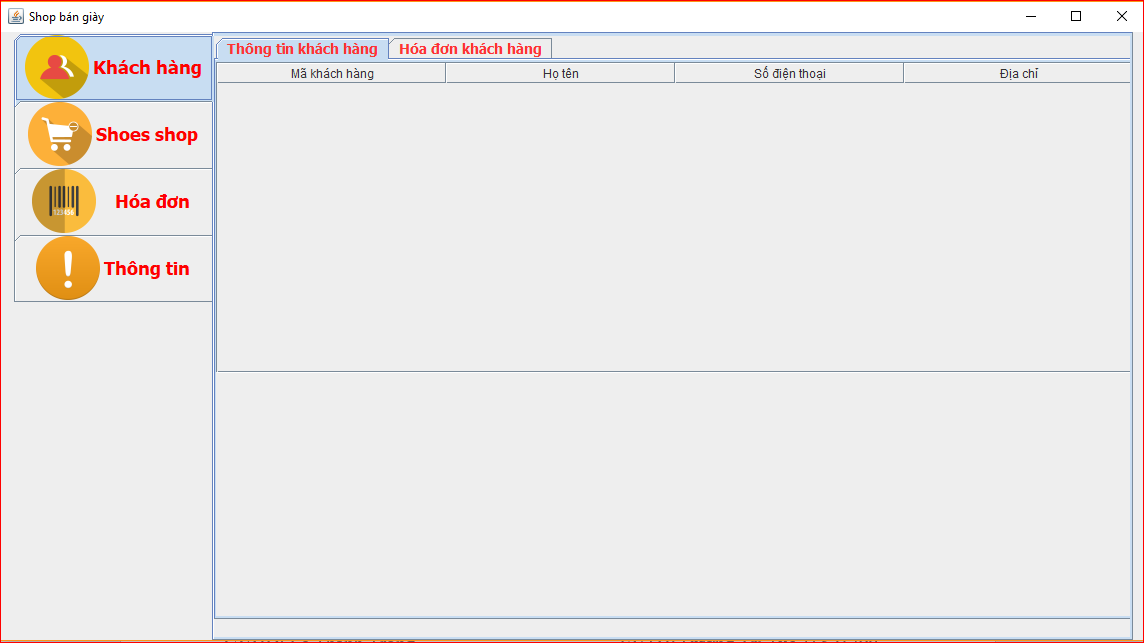 Shop bán giày
Khách hàng
Shoes shop
Hóa đơn
123456
Thông tin
Thông tin khách hàng
Hóa đơn khách hàng
Mã khách hàng
Họ tên
Số điện thoại
Địa chỉ